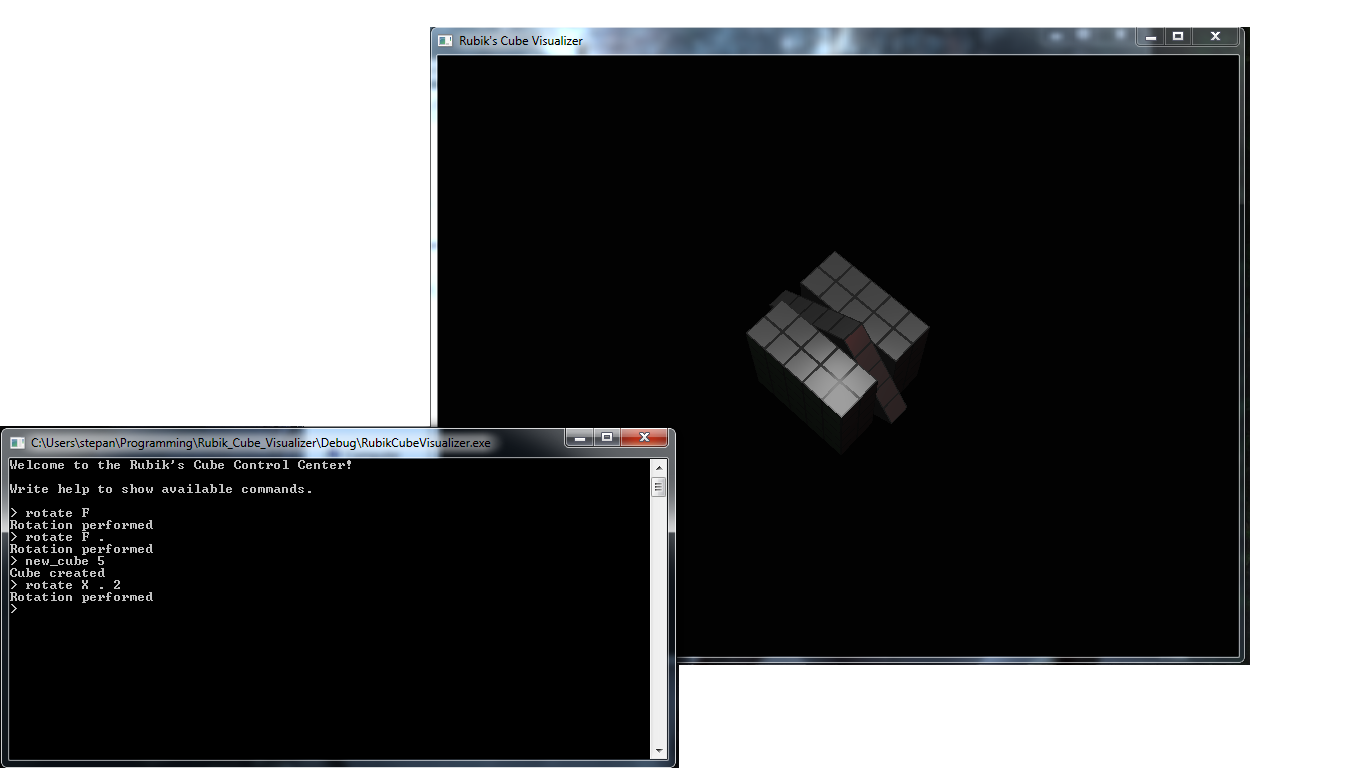 Rubik's Cube Visualizer
C:\Users\stepan\Programming\Rubik_Cube_Visualizer\Debug\RubikCubeVisualizer.exe
Welcome to the Rubik's Cube Control Center!
Write help to show available commands.
> rotate F
Rotation performed
> rotate F .
Rotation performed
> new_cube 5
Cube created
> rotate X . 2
Rotation performed
>